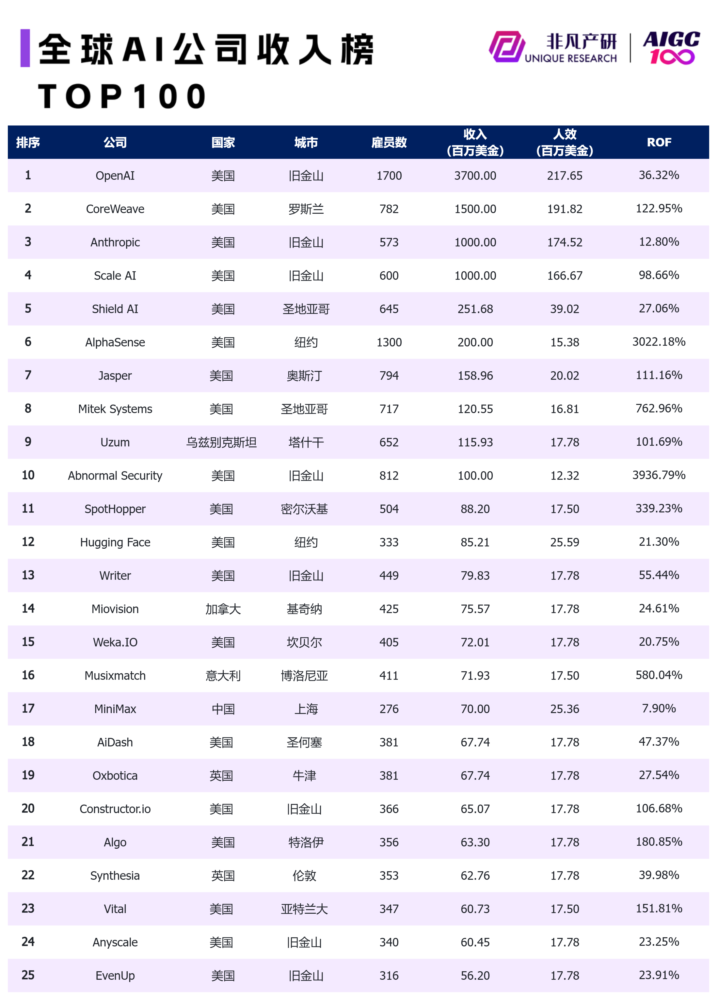 全球AI公司收入榜
TOP100
非凡产研
UNIQUE RESEARCH
AIGC
100
排序 公司 国家 城市 雇员数 收入（百万美金） 人效（百万美金） ROF
1 OpenAI 美国 旧金山 1700 3700.00 217.65 36.32%
2 CoreWeave 美国 罗斯兰 782 1500.00 191.82 122.95%
3 Anthropic 美国 旧金山 573 1000.00 174.52 12.80%
4 Scale AI 美国 旧金山 600 1000.00 166.67 98.66%
5 Shield AI 美国 圣地亚哥 645 251.68 39.02 27.06%
6 AlphaSense 美国 纽约 1300 200.00 15.38 3022.18%
7 Jasper 美国 奥斯汀 794 158.96 20.02 111.16%
8 Mitek Systems 美国 圣地亚哥 717 120.55 16.81 762.96%
9 Uzum 乌兹别克斯坦 塔什干 652 115.93 17.78 101.69%
10 Abnormal Security 美国 旧金山 812 100.00 12.32 3936.79%
11 SpotHopper 美国 密尔沃基 504 88.20 17.50 339.23%
12 Hugging Face 美国 纽约 333 85.21 25.59 21.30%
13 Writer 美国 旧金山 449 79.83 17.78 55.44%
14 Miovision 加拿大 基奇纳 425 75.57 17.78 24.61%
15 Weka.IO 美国 坎贝尔 405 72.01 17.78 20.75%
16 Musixmatch 意大利 博洛尼亚 411 71.93 17.50 580.04%
17 MiniMax 中国 上海 276 70.00 25.36 7.90%
18 AiDash 美国 圣何塞 381 67.74 17.78 47.37%
19 Oxbotica 英国 牛津 381 67.74 17.78 27.54%
20 Constructor.io 美国 旧金山 366 65.07 17.78 106.68%
21 Algo 美国 特洛伊 356 63.30 17.78 180.85%
22 Synthesia 英国 伦敦 353 62.76 17.78 39.98%
23 Vital 美国 亚特兰大 347 60.73 17.50 151.81%
24 Anyscale 美国 旧金山 340 60.45 17.78 23.25%
25 EvenUp 美国 旧金山 316 56.20 17.78 23.91%